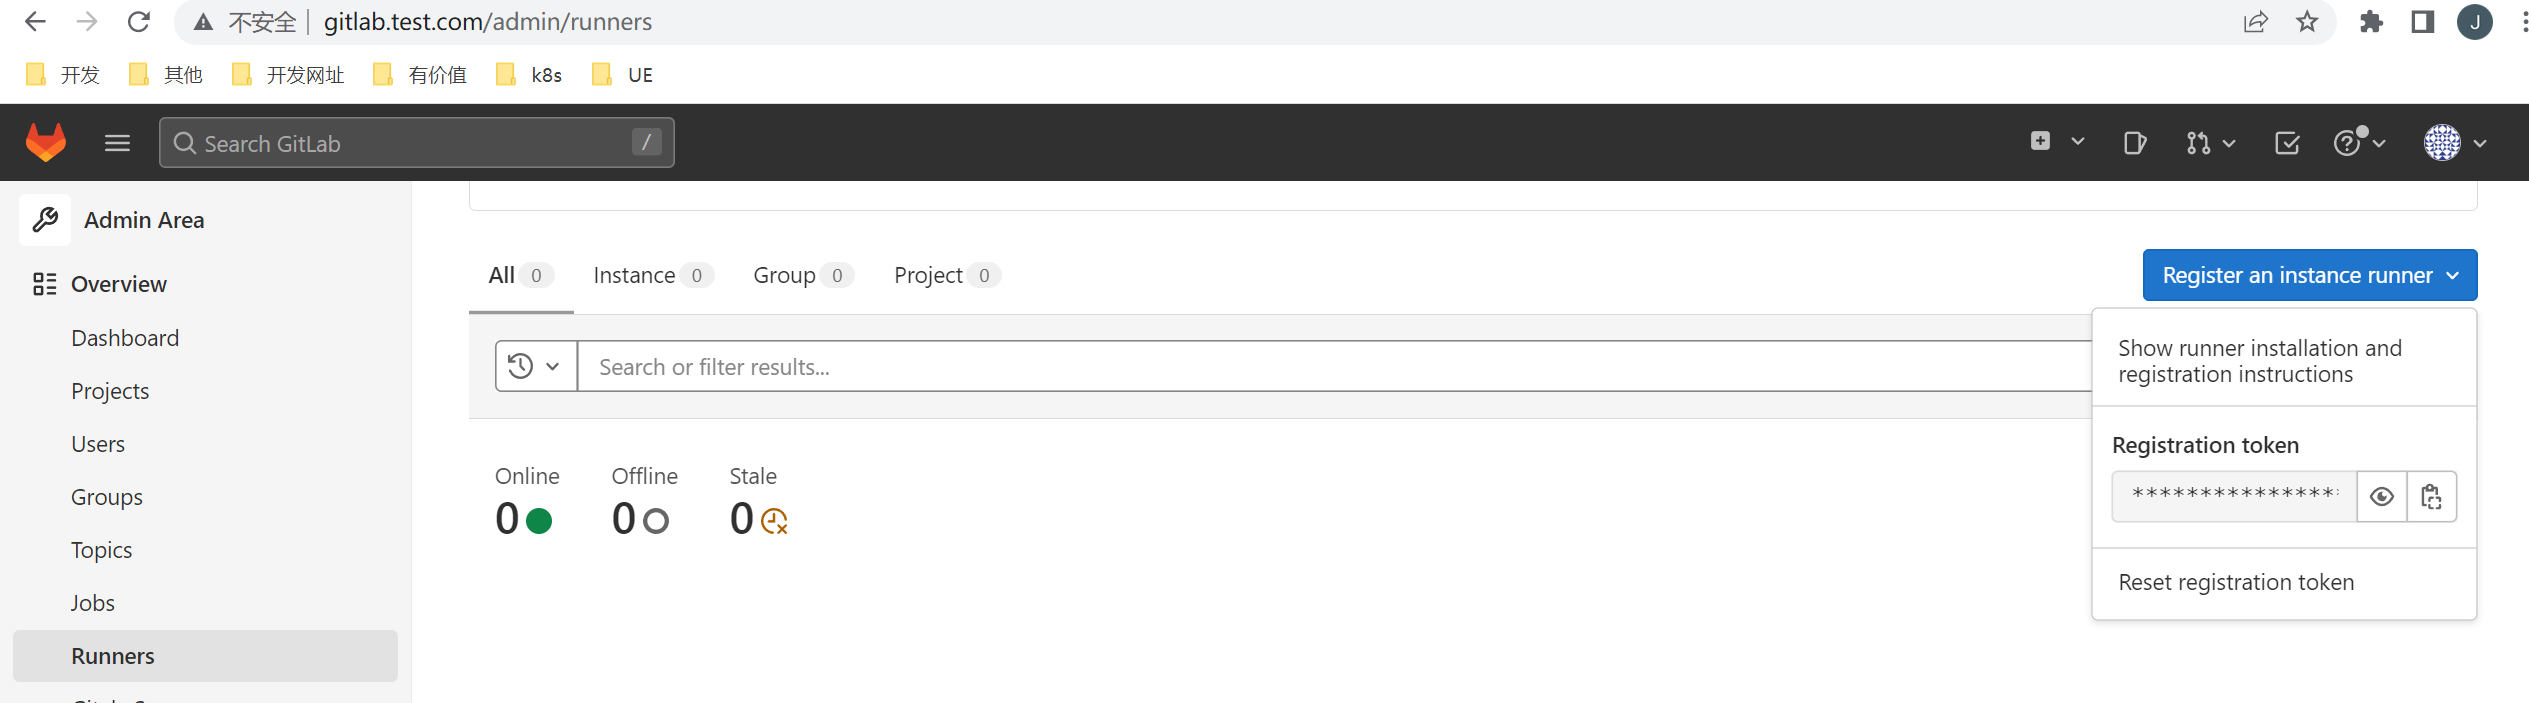 不安全 gitlab.test.com/admin/runners J
开发 其他 开发网址 有价值 k8s UE
Search GitLab /
Admin Area
Overview
Dashboard
Projects
Users
Groups
Topics
Jobs
Runners
All 0 Instance 0 Group 0 Project 0
Register an instance runner
Search or filter results...
Show runner installation and
registration instructions
Registration token
***************
Reset registration token
Online Offline Stale
0 0 0